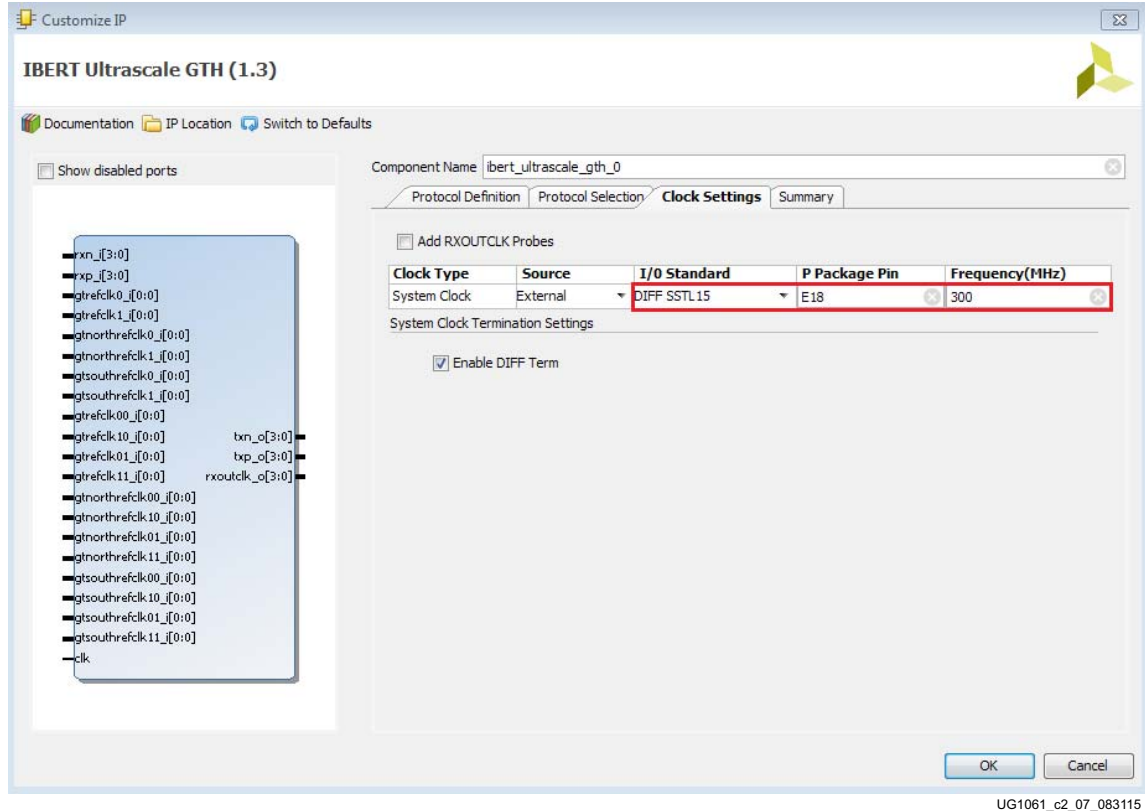 Customize IP
IBERT Ultrascale GTH (1.3)
Documentation IP Location Switch to Defaults
Show disabled ports
Component Name ibert_ultrascale_gth_0
Protocol Definition Protocol Selection Clock Settings Summary
Add RXOUTCLK Probes
Clock Type Source I/0 Standard P Package Pin Frequency(MHz)
System Clock External DIFF SSTL15 E18 300
System Clock Termination Settings
Enable DIFF Term
rxn_i[3:0]
rxp_i[3:0]
gtrefclk0_i[0:0]
gtrefclk1_i[0:0]
gtnorthrefclk0_i[0:0]
gtnorthrefclk1_i[0:0]
gtsouthrefclk0_i[0:0]
gtsouthrefclk1_i[0:0]
gtrefclk00_i[0:0]
gtrefclk10_i[0:0] txn_o[3:0]
gtrefclk01_i[0:0] txp_o[3:0]
gtrefclk11_i[0:0] rxoutclk_o[3:0]
gtnorthrefclk00_i[0:0]
gtnorthrefclk10_i[0:0]
gtnorthrefclk01_i[0:0]
gtnorthrefclk11_i[0:0]
gtsouthrefclk00_i[0:0]
gtsouthrefclk10_i[0:0]
gtsouthrefclk01_i[0:0]
gtsouthrefclk11_i[0:0]
clk
OK Cancel
UG1061_c2_07_083115